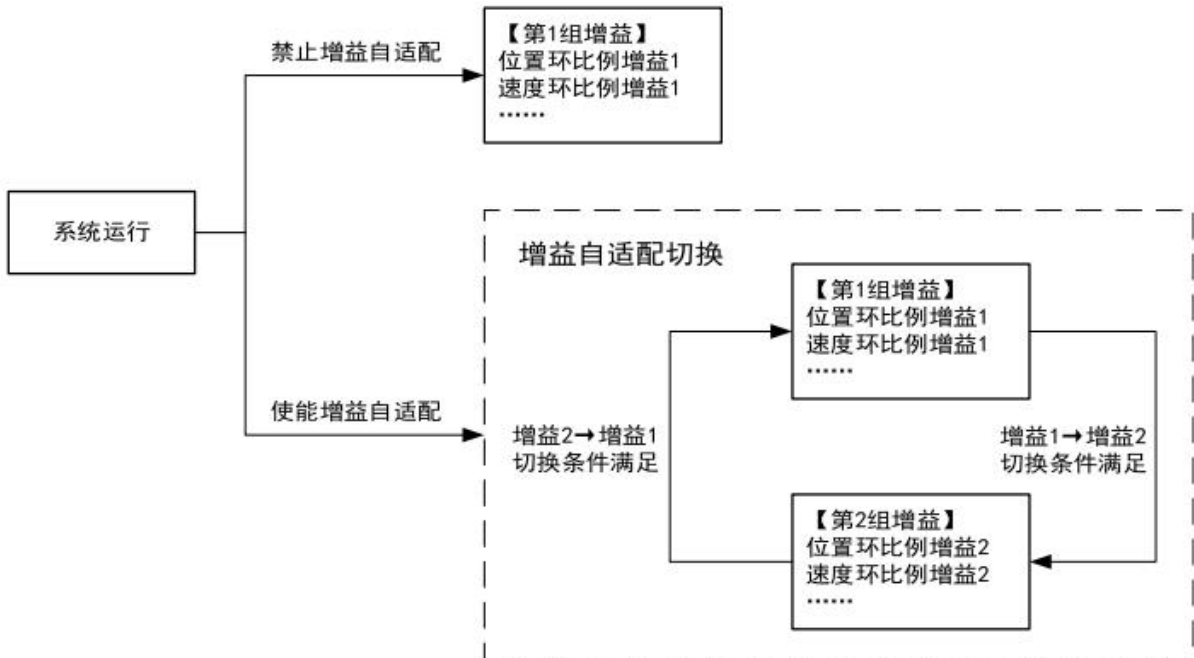 禁止增益自适配
【第1组增益】
位置环比例增益1
速度环比例增益1
……
系统运行
增益自适配切换
【第1组增益】
位置环比例增益1
速度环比例增益1
……
使能增益自适配
增益2→增益1
切换条件满足
增益1→增益2
切换条件满足
【第2组增益】
位置环比例增益2
速度环比例增益2
……